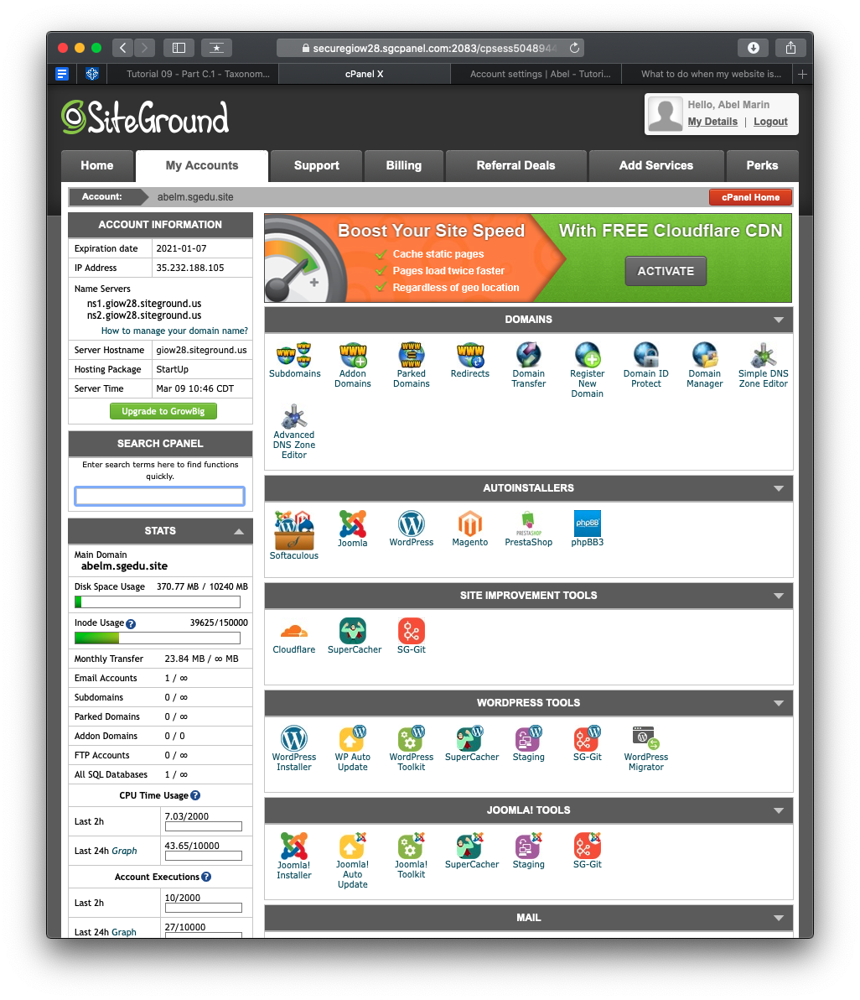 securegiow28.sgcpanel.com:2083/cpsess5048944
Tutorial 09 - Part C.1 - Taxonom...
cPanel X
Account settings | Abel - Tutori...
What to do when my website is...
SiteGround
Hello, Abel Marin
My Details | Logout
Home
My Accounts
Support
Billing
Referral Deals
Add Services
Perks
Account:
abelm.sgedu.site
cPanel Home
ACCOUNT INFORMATION
Expiration date 2021-01-07
IP Address 35.232.188.105
Name Servers
ns1.giow28.siteground.us
ns2.giow28.siteground.us
How to manage your domain name?
Server Hostname giow28.siteground.us
Hosting Package StartUp
Server Time Mar 09 10:46 CDT
Upgrade to GrowBig
SEARCH CPANEL
Enter search terms here to find functions
quickly.
STATS
Main Domain
abelm.sgedu.site
Disk Space Usage 370.77 MB / 10240 MB
Inode Usage ? 39625/150000
Monthly Transfer 23.84 MB / ∞ MB
Email Accounts 1 / ∞
Subdomains 0 / ∞
Parked Domains 0 / ∞
Addon Domains 0 / 0
FTP Accounts 0 / ∞
All SQL Databases 1 / ∞
CPU Time Usage ?
Last 2h 7.03/2000
Last 24h Graph 43.65/10000
Account Executions ?
Last 2h 10/2000
Last 24h Graph 27/10000
Boost Your Site Speed
Cache static pages
Pages load twice faster
Regardless of geo location
With FREE Cloudflare CDN
ACTIVATE
DOMAINS
Subdomains
Addon
Domains
Parked
Domains
Redirects
Domain
Transfer
Register
New
Domain
Domain ID
Protect
Domain
Manager
Simple DNS
Zone Editor
Advanced
DNS Zone
Editor
AUTOINSTALLERS
Softaculous
Joomla
WordPress
Magento
PRESTASHOP
PrestaShop
phpBB
phpBB3
SITE IMPROVEMENT TOOLS
Cloudflare
SuperCacher
SG-Git
WORDPRESS TOOLS
WordPress
Installer
WP Auto
Update
WordPress
Toolkit
SuperCacher
Staging
SG-Git
WordPress
Migrator
JOOMLA! TOOLS
Joomla!
Installer
Joomla!
Auto
Update
Joomla!
Toolkit
SuperCacher
Staging
SG-Git
MAIL